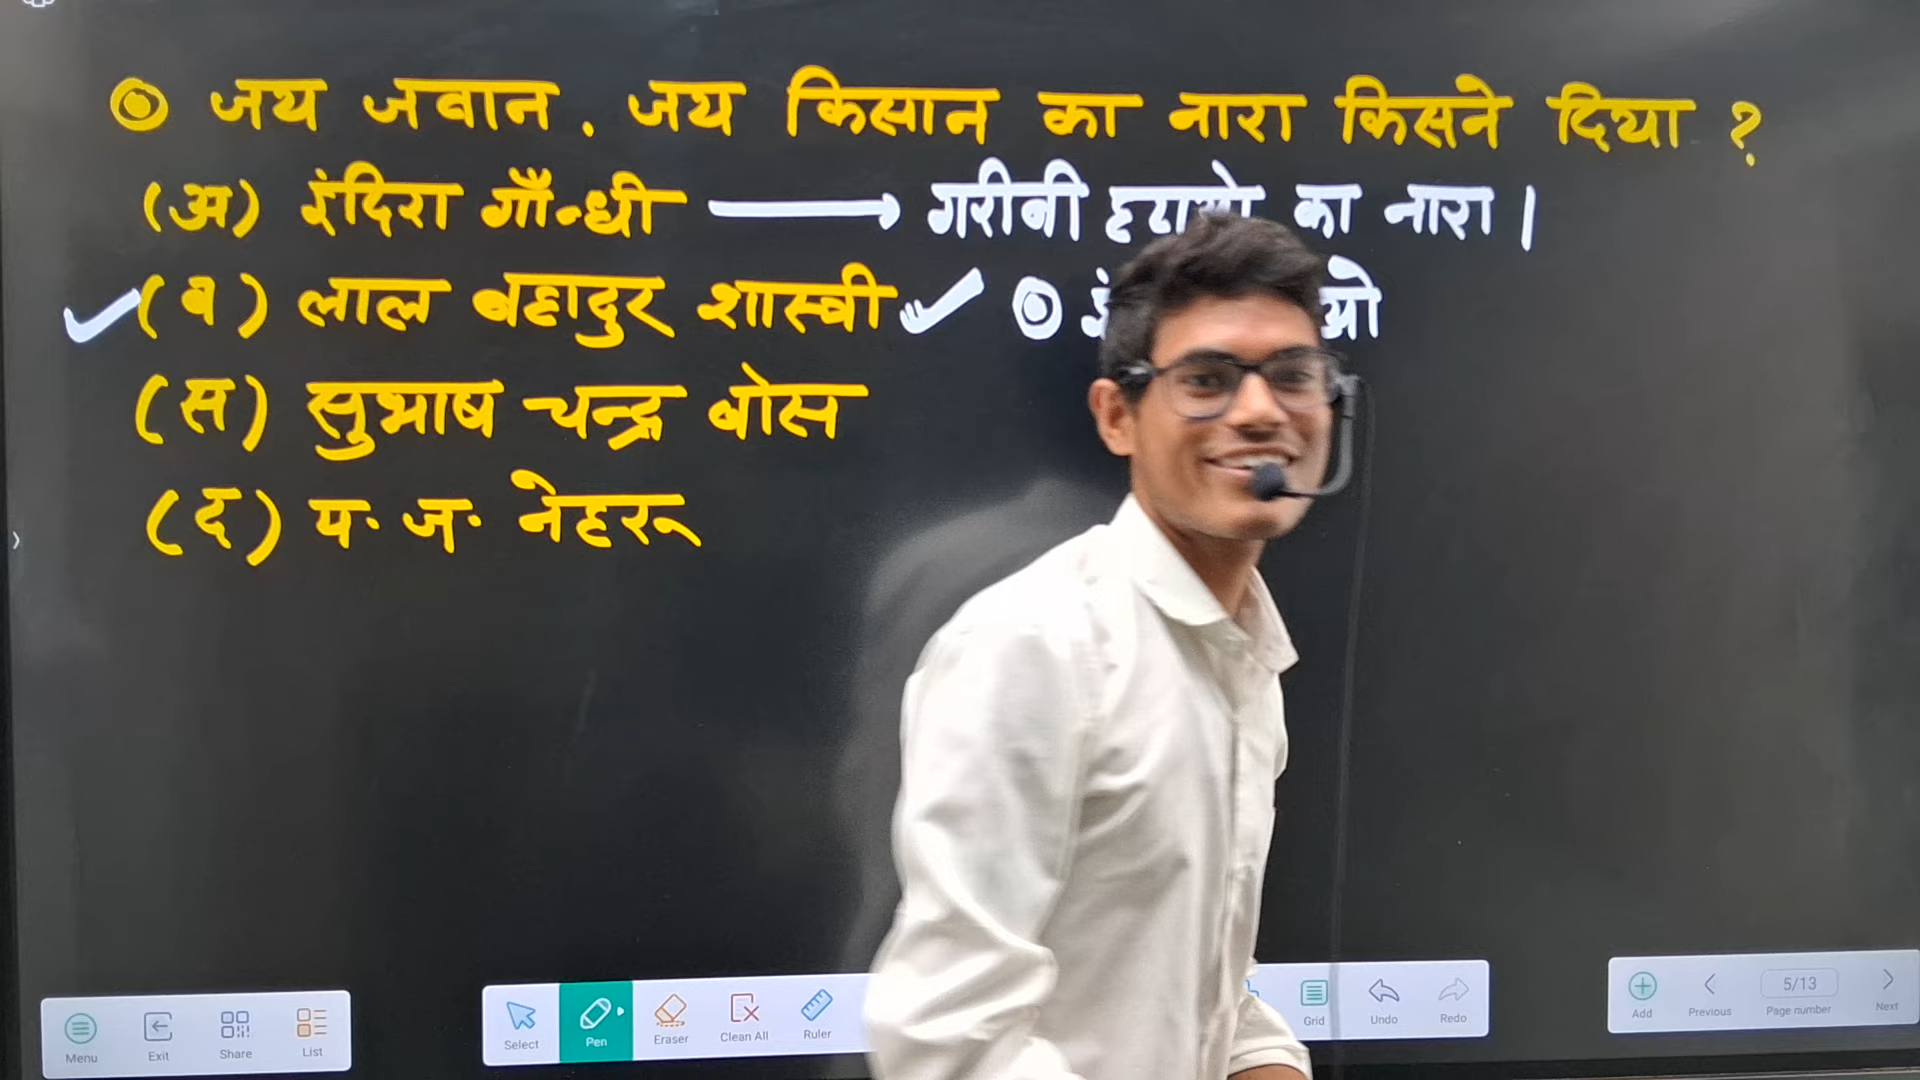 जय जवान. जय किसान का नारा किसने दिया ?
(अ) इंदिरा गाँन्धी → गरीबी का नारा |
(ब) लाल बहादुर शास्त्री
(स) सुभाष चन्द्र बोस
(द) प. ज. नेहरू
Menu Exit Share List Select Pen Eraser Clean All Ruler Grid Undo Redo Add Previous 5/13 Page number Next